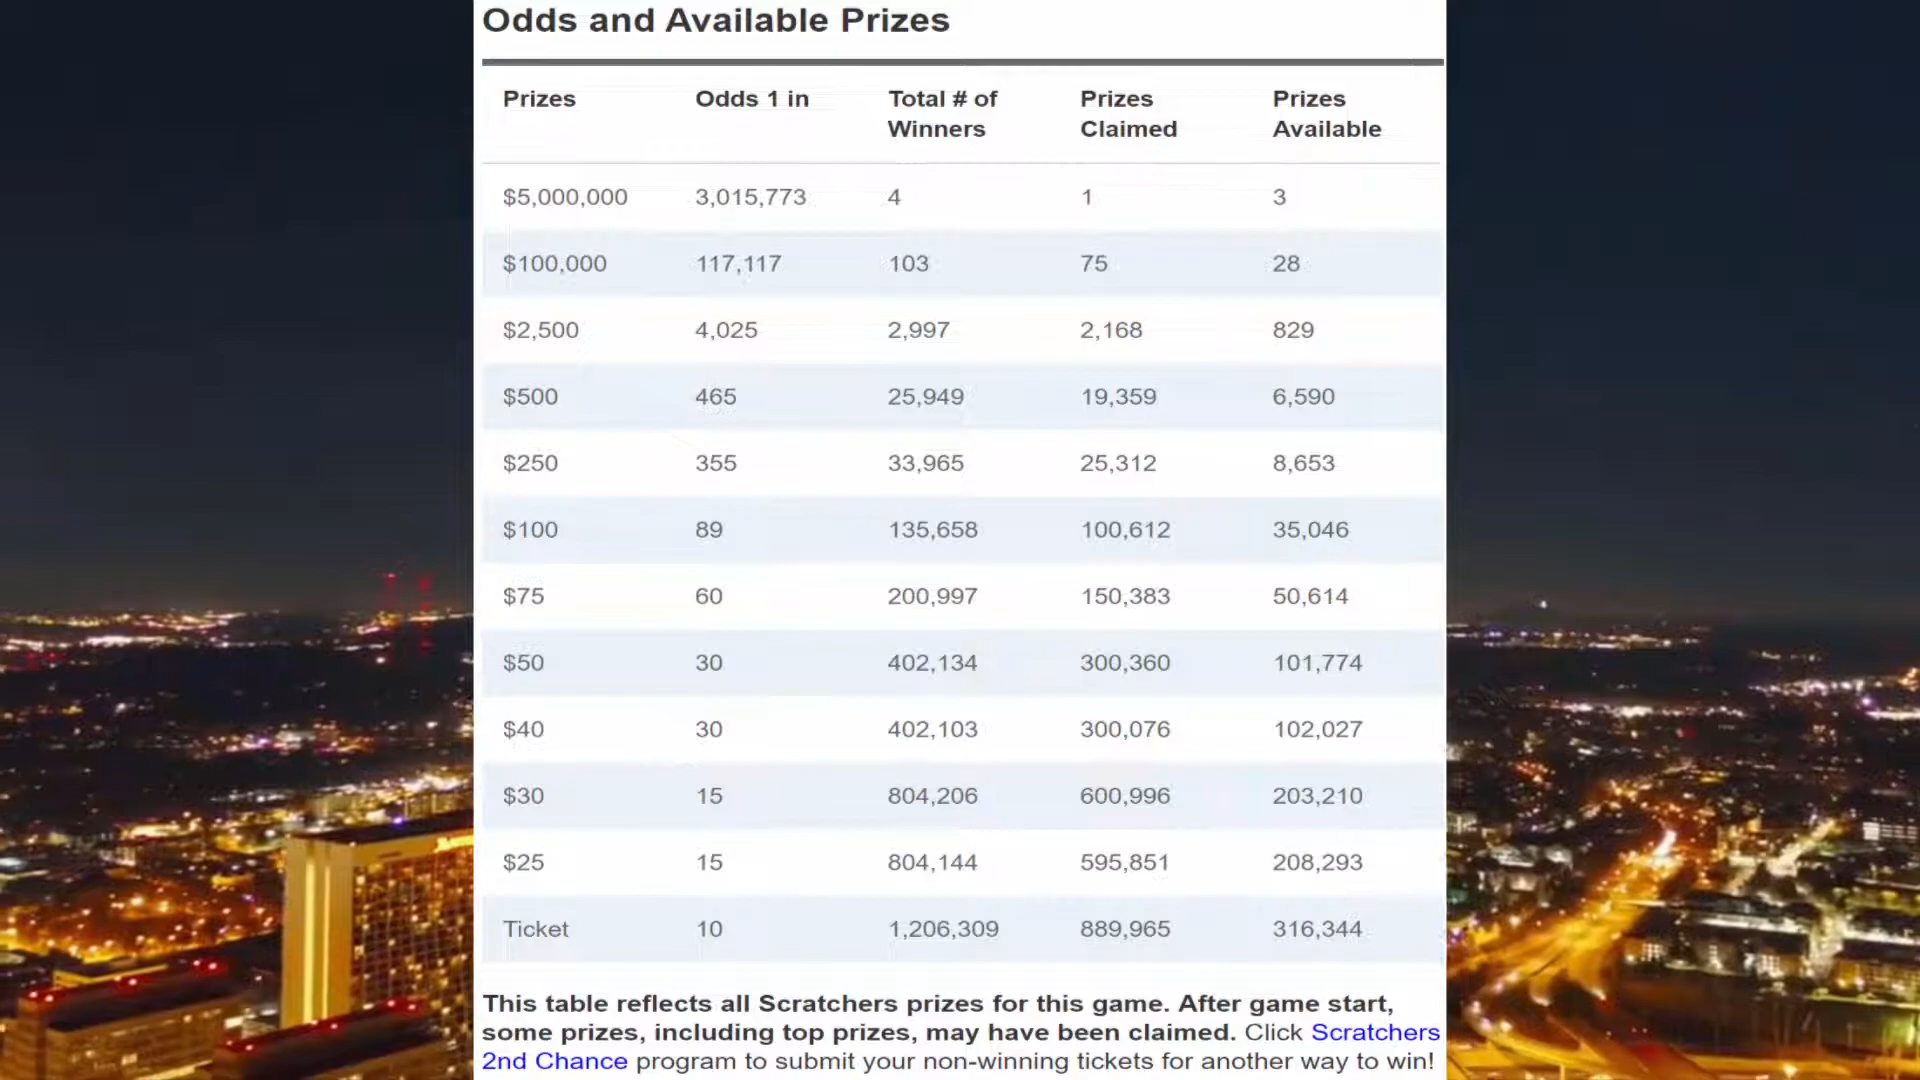 Odds and Available Prizes
Prizes Odds 1 in Total # of Winners Prizes Claimed Prizes Available
$5,000,000 3,015,773 4 1 3
$100,000 117,117 103 75 28
$2,500 4,025 2,997 2,168 829
$500 465 25,949 19,359 6,590
$250 355 33,965 25,312 8,653
$100 89 135,658 100,612 35,046
$75 60 200,997 150,383 50,614
$50 30 402,134 300,360 101,774
$40 30 402,103 300,076 102,027
$30 15 804,206 600,996 203,210
$25 15 804,144 595,851 208,293
Ticket 10 1,206,309 889,965 316,344
This table reflects all Scratchers prizes for this game. After game start,
some prizes, including top prizes, may have been claimed. Click Scratchers
2nd Chance program to submit your non-winning tickets for another way to win!